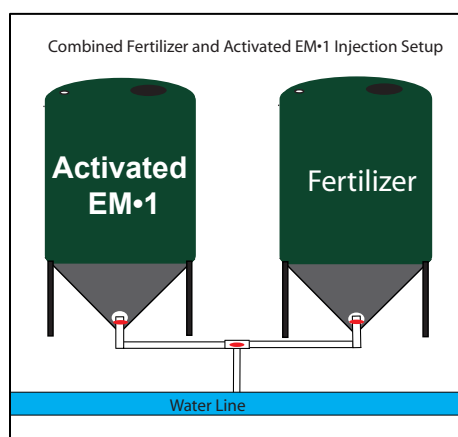 Combined Fertilizer and Activated EM•1 Injection Setup
Activated
EM•1
Fertilizer
Water Line